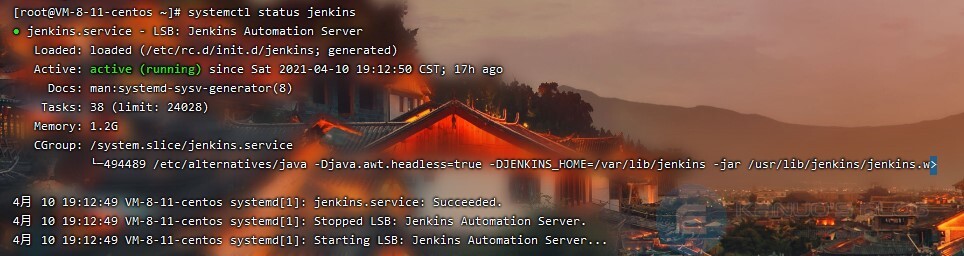 [root@VM-8-11-centos ~]# systemctl status jenkins
● jenkins.service - LSB: Jenkins Automation Server
   Loaded: loaded (/etc/rc.d/init.d/jenkins; generated)
   Active: active (running) since Sat 2021-04-10 19:12:50 CST; 17h ago
     Docs: man:systemd-sysv-generator(8)
    Tasks: 38 (limit: 24028)
   Memory: 1.2G
   CGroup: /system.slice/jenkins.service
           └─494489 /etc/alternatives/java -Djava.awt.headless=true -DJENKINS_HOME=/var/lib/jenkins -jar /usr/lib/jenkins/jenkins.w>
4月 10 19:12:49 VM-8-11-centos systemd[1]: jenkins.service: Succeeded.
4月 10 19:12:49 VM-8-11-centos systemd[1]: Stopped LSB: Jenkins Automation Server.
4月 10 19:12:49 VM-8-11-centos systemd[1]: Starting LSB: Jenkins Automation Server...